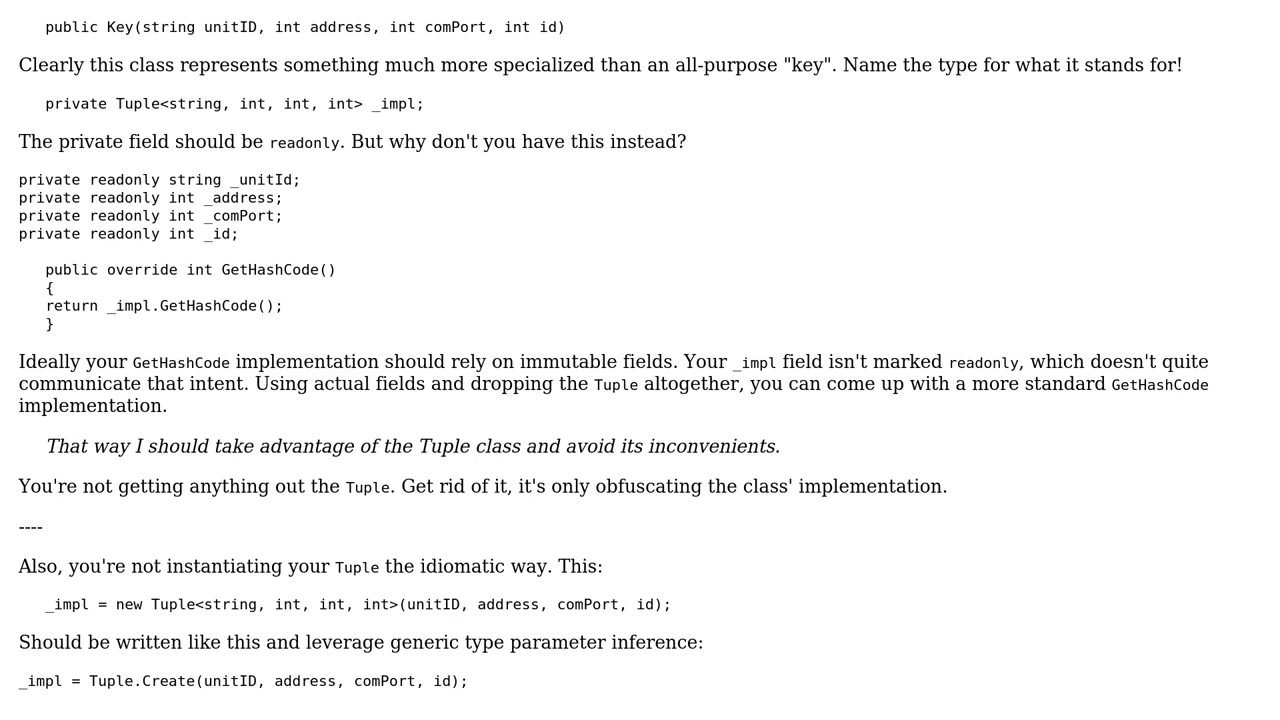 public Key(string unitID, int address, int comPort, int id)
Clearly this class represents something much more specialized than an all-purpose "key". Name the type for what it stands for!
private Tuple<string, int, int, int> _impl;
The private field should be readonly. But why don't you have this instead?
private readonly string _unitId;
private readonly int _address;
private readonly int _comPort;
private readonly int _id;
public override int GetHashCode()
{
return _impl.GetHashCode();
}
Ideally your GetHashCode implementation should rely on immutable fields. Your _impl field isn't marked readonly, which doesn't quite
communicate that intent. Using actual fields and dropping the Tuple altogether, you can come up with a more standard GetHashCode
implementation.
That way I should take advantage of the Tuple class and avoid its inconvenients.
You're not getting anything out the Tuple. Get rid of it, it's only obfuscating the class' implementation.
----
Also, you're not instantiating your Tuple the idiomatic way. This:
_impl = new Tuple<string, int, int, int>(unitID, address, comPort, id);
Should be written like this and leverage generic type parameter inference:
_impl = Tuple.Create(unitID, address, comPort, id);